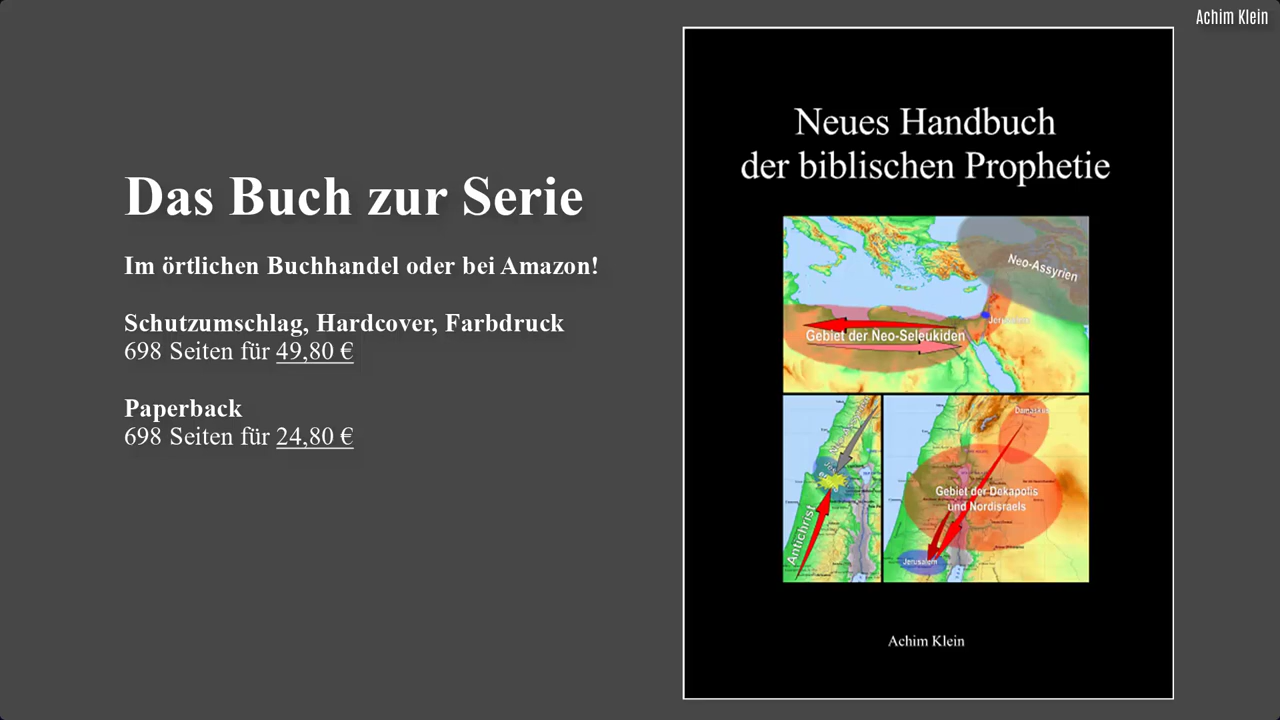 Achim Klein
Das Buch zur Serie
Im örtlichen Buchhandel oder bei Amazon!
Schutzumschlag, Hardcover, Farbdruck
698 Seiten für 49,80 €
Paperback
698 Seiten für 24,80 €
Neues Handbuch
der biblischen Prophetie
Neo-Assyrien
Jerusalem
Gebiet der Neo-Seleukiden
Antichrist
Damaskus
Gebiet der Dekapolis
und Nordisraels
Jerusalem
Achim Klein